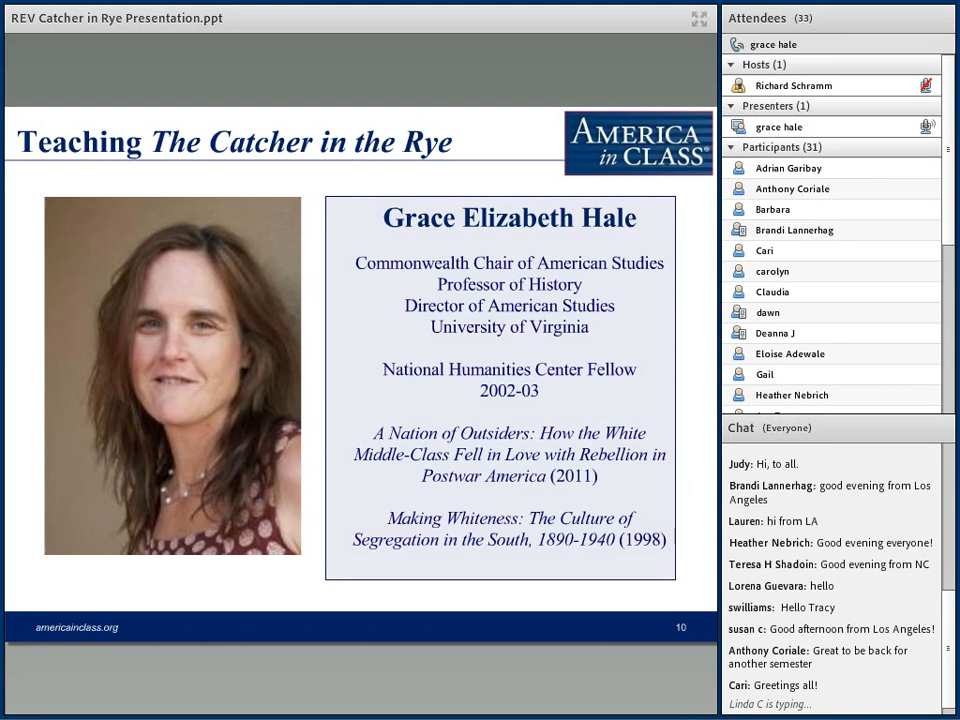 REV Catcher in Rye Presentation.ppt
Teaching The Catcher in the Rye
AMERICA
in CLASS®
Grace Elizabeth Hale
Commonwealth Chair of American Studies
Professor of History
Director of American Studies
University of Virginia
National Humanities Center Fellow
2002-03
A Nation of Outsiders: How the White
Middle-Class Fell in Love with Rebellion in
Postwar America (2011)
Making Whiteness: The Culture of
Segregation in the South, 1890-1940 (1998)
americainclass.org
10
Attendees (33)
grace hale
Hosts (1)
Richard Schramm
Presenters (1)
grace hale
Participants (31)
Adrian Garibay
Anthony Coriale
Barbara
Brandi Lannerhag
Cari
carolyn
Claudia
dawn
Deanna J
Eloise Adewale
Gail
Heather Nebrich
Chat (Everyone)
Judy: Hi, to all.
Brandi Lannerhag: good evening from Los
Angeles
Lauren: hi from LA
Heather Nebrich: Good evening everyone!
Teresa H Shadoin: Good evening from NC
Lorena Guevara: hello
swilliams: Hello Tracy
susan c: Good afternoon from Los Angeles!
Anthony Coriale: Great to be back for
another semester
Cari: Greetings all!
Linda C is typing...